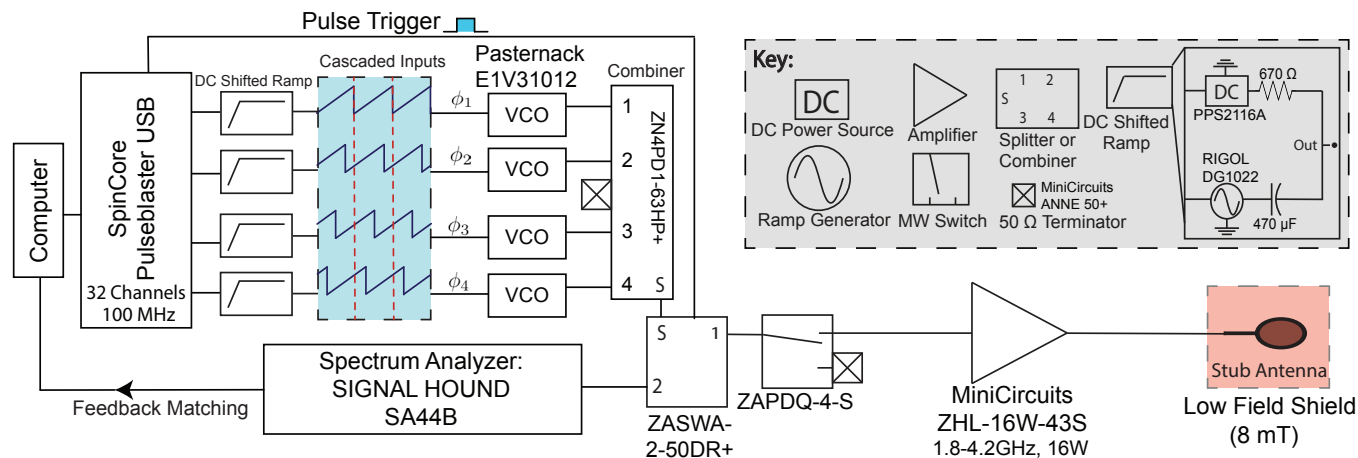 Pulse Trigger
Computer
SpinCore
Pulseblaster USB
32 Channels
100 MHz
DC Shifted Ramp
Cascaded Inputs
ϕ1
ϕ2
ϕ3
ϕ4
Pasternack
E1V31012
VCO
VCO
VCO
VCO
Combiner
1
2
3
4
S
ZN4PD1-63HP+
Key:
DC
DC Power Source
Amplifier
1 2
S
3 4
Splitter or
Combiner
DC Shifted
Ramp
Ramp Generator
MW Switch
MiniCircuits
ANNE 50+
50 Ω Terminator
670 Ω
DC
PPS2116A
Out
RIGOL
DG1022
470 µF
Spectrum Analyzer:
SIGNAL HOUND
SA44B
Feedback Matching
S
1
2
ZASWA-
2-50DR+
ZAPDQ-4-S
MiniCircuits
ZHL-16W-43S
1.8-4.2GHz, 16W
Stub Antenna
Low Field Shield
(8 mT)